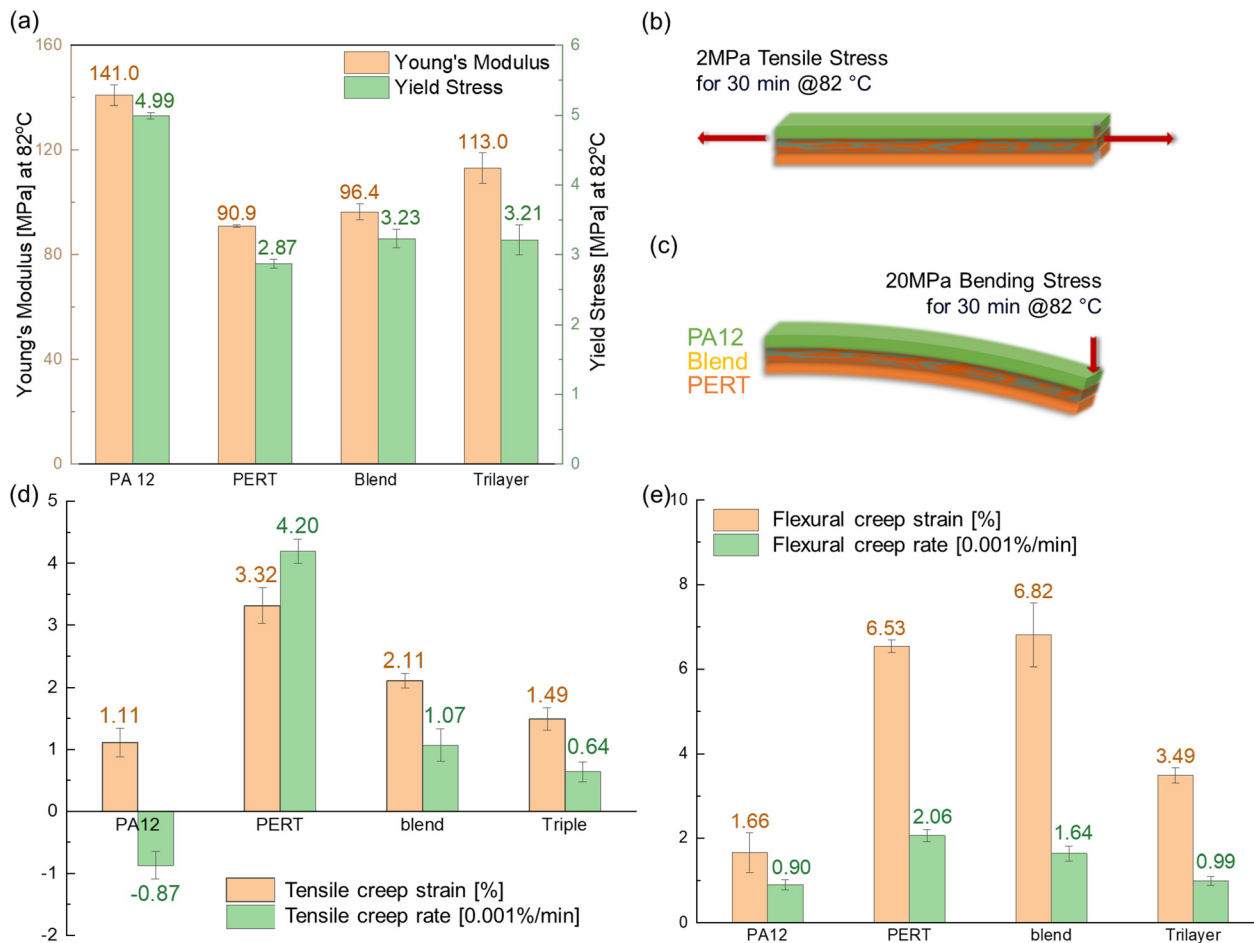 (a)
160
120
80
40
0
Young's Modulus [MPa] at 82°C
Young's Modulus
Yield Stress
141.0
4.99
90.9
2.87
96.4
3.23
113.0
3.21
6
5
4
3
2
1
0
Yield Stress [MPa] at 82°C
PA 12
PERT
Blend
Trilayer
(b)
2MPa Tensile Stress
for 30 min @82 °C
(c)
20MPa Bending Stress
for 30 min @82 °C
PA12
Blend
PERT
(d)
5
4
3
2
1
0
-1
-2
1.11
-0.87
3.32
4.20
2.11
1.07
1.49
0.64
PA12
PERT
blend
Triple
Tensile creep strain [%]
Tensile creep rate [0.001%/min]
(e)
10
8
6
4
2
0
Flexural creep strain [%]
Flexural creep rate [0.001%/min]
1.66
0.90
6.53
2.06
6.82
1.64
3.49
0.99
PA12
PERT
blend
Trilayer